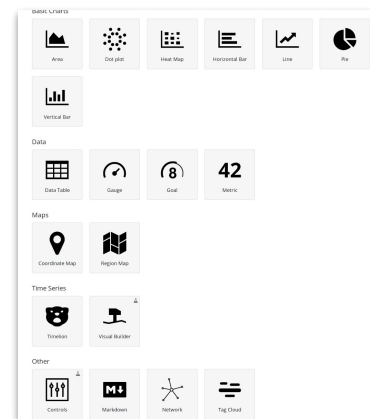 Basic Charts
Area
Dot plot
Heat Map
Horizontal Bar
Line
Pie
Vertical Bar
Data
Data Table
Gauge
8
Goal
42
Metric
Maps
Coordinate Map
Region Map
Time Series
Timelion
Visual Builder
Other
Controls
M
Markdown
Network
Tag Cloud